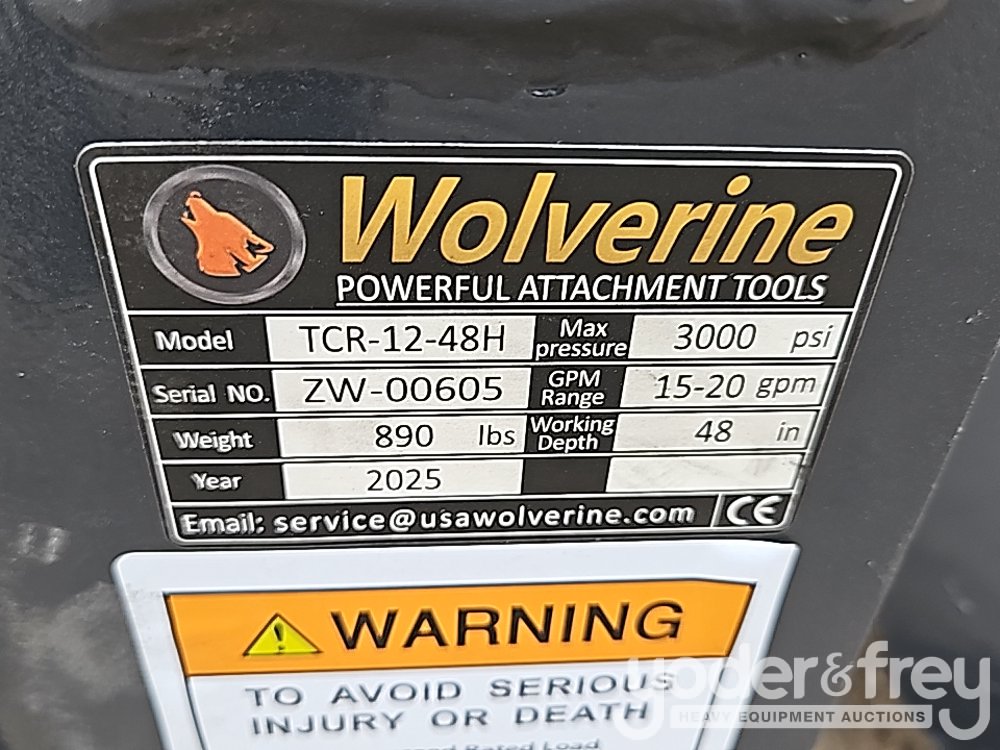 Wolverine
POWERFUL ATTACHMENT TOOLS
Model TCR-12-48H Max pressure 3000 psi
Serial NO. ZW-00605 GPM Range 15-20 gpm
Weight 890 lbs Working Depth 48 in
Year 2025
Email: service@usawolverine.com CE
WARNING
TO AVOID SERIOUS
INJURY OR DEATH
Rated Load
yoder&frey
HEAVY EQUIPMENT AUCTIONS